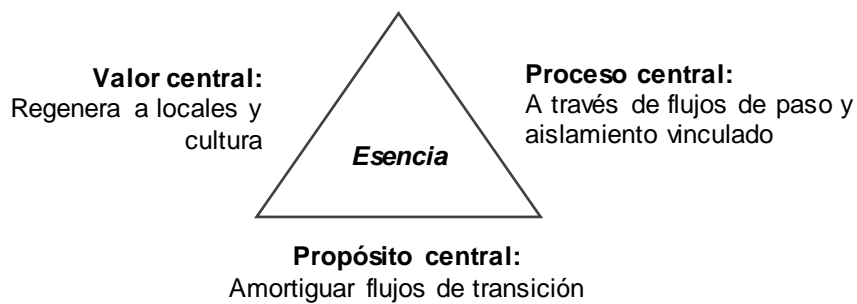 Valor central:
Regenera a locales y
cultura
Proceso central:
A través de flujos de paso y
aislamiento vinculado
Esencia
Propósito central:
Amortiguar flujos de transición